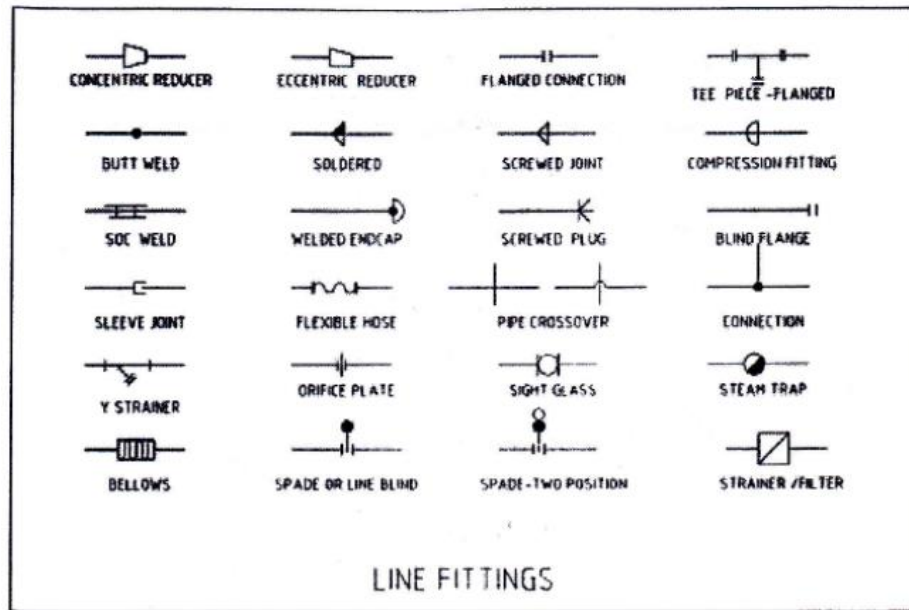 CONCENTRIC REDUCER
ECCENTRIC REDUCER
FLANGED CONNECTION
TEE PIECE -FLANGED
BUTT WELD
SOLDERED
SCREWED JOINT
COMPRESSION FITTING
SOC WELD
WELDED ENDCAP
SCREWED PLUG
BLIND FLANGE
SLEEVE JOINT
FLEXIBLE HOSE
PIPE CROSSOVER
CONNECTION
Y STRAINER
ORIFICE PLATE
SIGHT GLASS
STEAM TRAP
BELLOWS
SPADE OR LINE BLIND
SPADE-TWO POSITION
STRAINER /FILTER
LINE FITTINGS